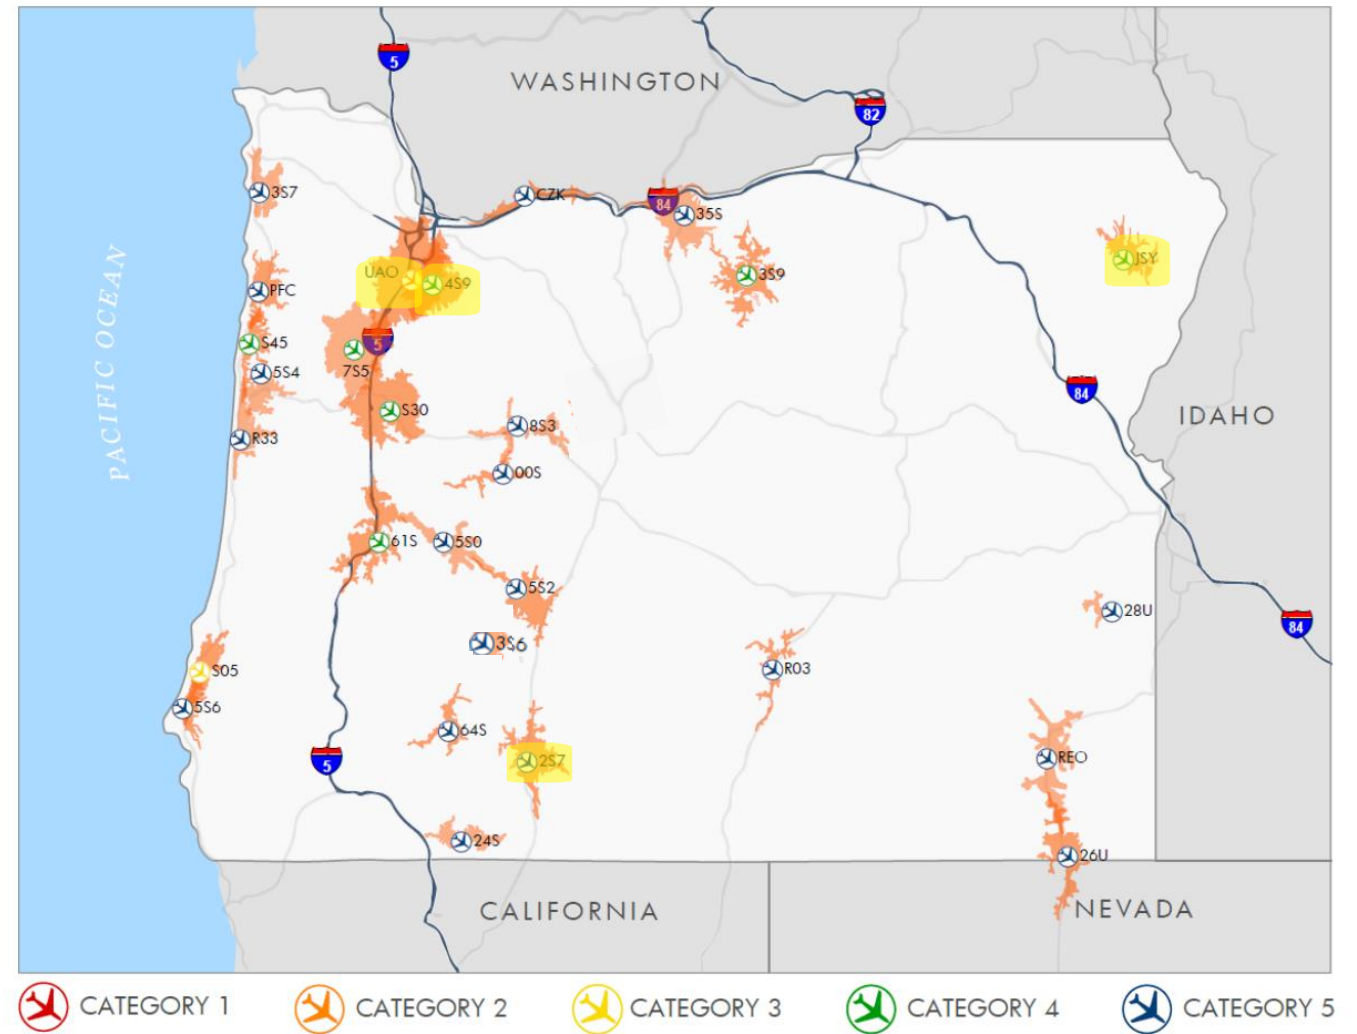 5
WASHINGTON
82
3S7
CZK
84
35S
UAO
4S9
3S9
JSY
PACIFIC OCEAN
PFC
S45
5S4
5
7S5
84
IDAHO
S30
R33
8S3
00S
61S
5S0
5S2
28U
84
3S6
S05
R03
5S6
64S
5
2S7
REO
24S
26U
CALIFORNIA
NEVADA
CATEGORY 1
CATEGORY 2
CATEGORY 3
CATEGORY 4
CATEGORY 5